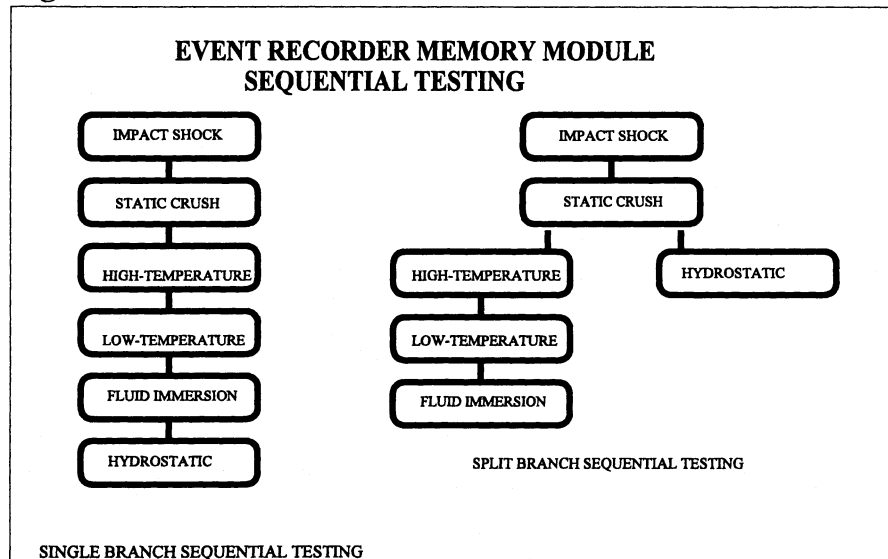 EVENT RECORDER MEMORY MODULE
SEQUENTIAL TESTING
IMPACT SHOCK
STATIC CRUSH
HIGH-TEMPERATURE
LOW-TEMPERATURE
FLUID IMMERSION
HYDROSTATIC
SINGLE BRANCH SEQUENTIAL TESTING
IMPACT SHOCK
STATIC CRUSH
HIGH-TEMPERATURE
HYDROSTATIC
LOW-TEMPERATURE
FLUID IMMERSION
SPLIT BRANCH SEQUENTIAL TESTING